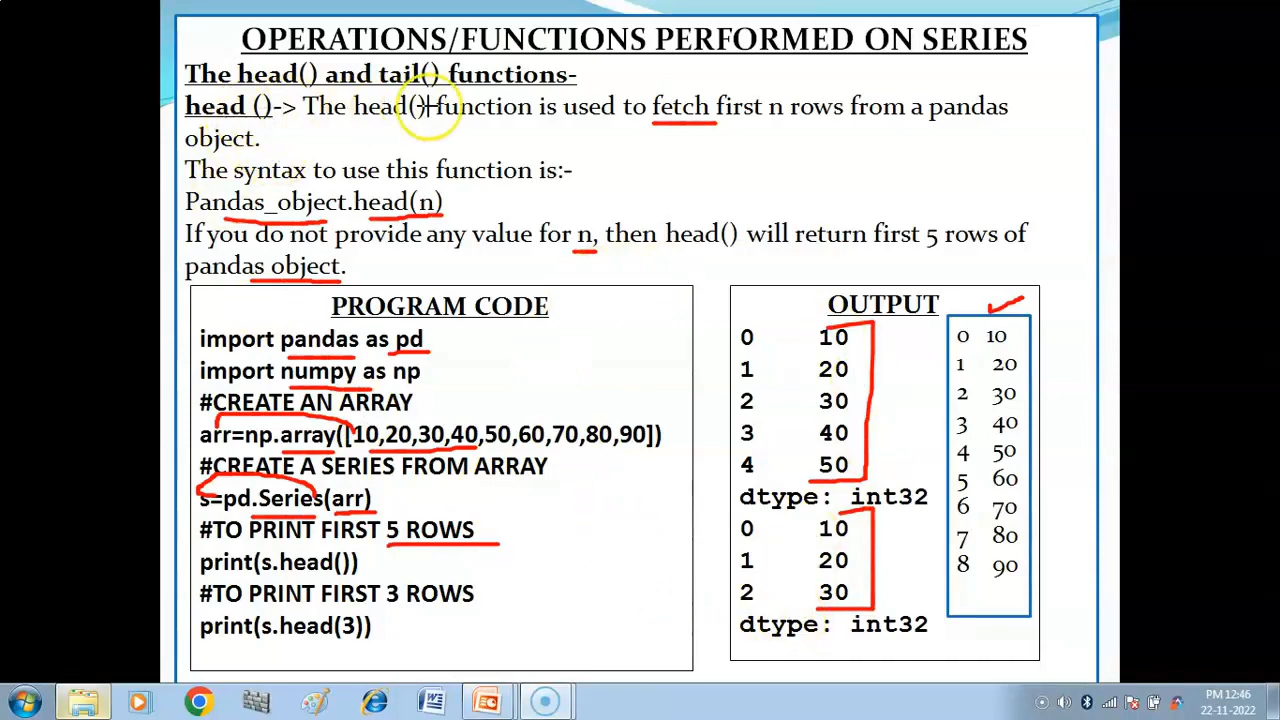 OPERATIONS/FUNCTIONS PERFORMED ON SERIES
The head() and tail() functions-
head ()-> The head() function is used to fetch first n rows from a pandas
object.
The syntax to use this function is:-
Pandas_object.head(n)
If you do not provide any value for n, then head() will return first 5 rows of
pandas object.
PROGRAM CODE
import pandas as pd
import numpy as np
#CREATE AN ARRAY
arr=np.array([10,20,30,40,50,60,70,80,90])
#CREATE A SERIES FROM ARRAY
s=pd.Series(arr)
#TO PRINT FIRST 5 ROWS
print(s.head())
#TO PRINT FIRST 3 ROWS
print(s.head(3))
OUTPUT
0 10
1 20
2 30
3 40
4 50
dtype: int32
0 10
1 20
2 30
dtype: int32
0 10
1 20
2 30
3 40
4 50
5 60
6 70
7 80
8 90
PM 12:46
22-11-2022